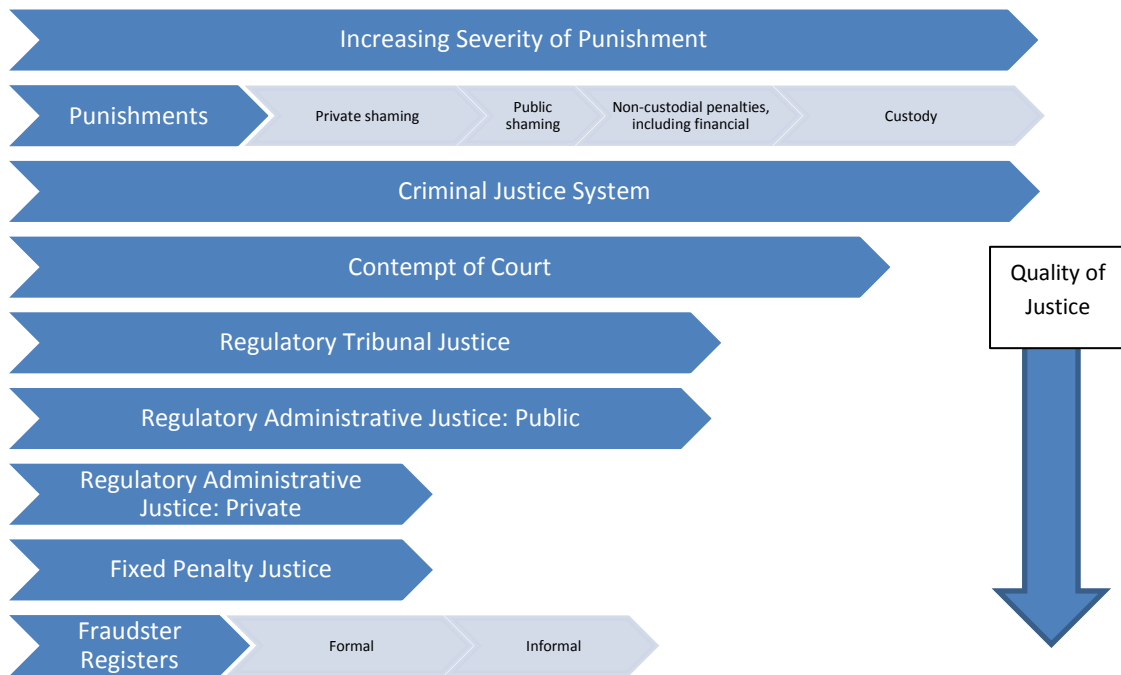 Increasing Severity of Punishment
Punishments
Private shaming
Public
shaming
Non-custodial penalties,
including financial
Custody
Criminal Justice System
Contempt of Court
Quality of
Justice
Regulatory Tribunal Justice
Regulatory Administrative Justice: Public
Regulatory Administrative
Justice: Private
Fixed Penalty Justice
Fraudster
Registers
Formal
Informal